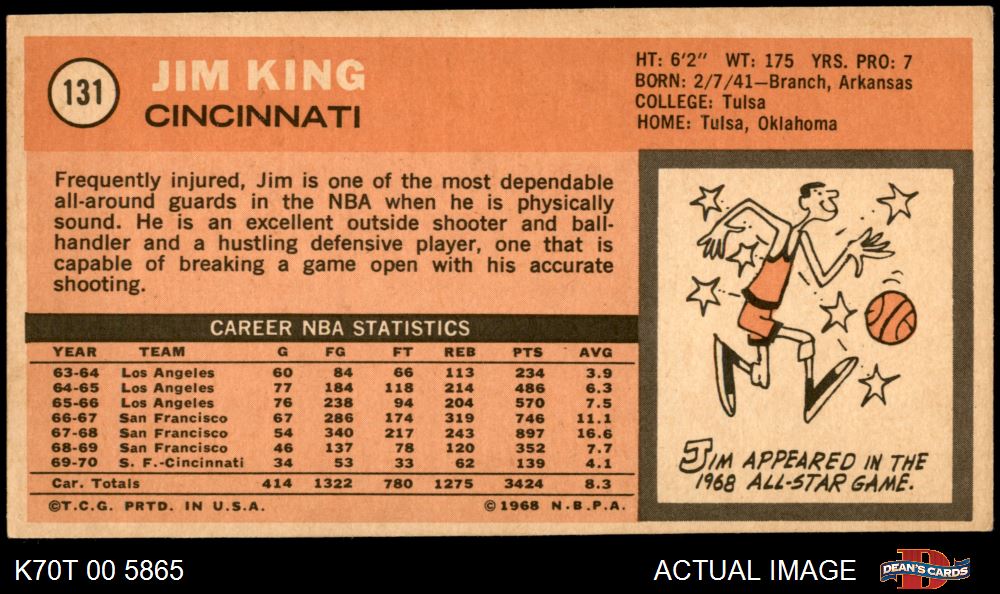 131
JIM KING
CINCINNATI
HT: 6'2" WT: 175 YRS. PRO: 7
BORN: 2/7/41—Branch, Arkansas
COLLEGE: Tulsa
HOME: Tulsa, Oklahoma
Frequently injured, Jim is one of the most dependable
all-around guards in the NBA when he is physically
sound. He is an excellent outside shooter and ball-
handler and a hustling defensive player, one that is
capable of breaking a game open with his accurate
shooting.
CAREER NBA STATISTICS
YEAR TEAM G FG FT REB PTS AVG
63-64 Los Angeles 60 84 66 113 234 3.9
64-65 Los Angeles 77 184 118 214 486 6.3
65-66 Los Angeles 76 238 94 204 570 7.5
66-67 San Francisco 67 286 174 319 746 11.1
67-68 San Francisco 54 340 217 243 897 16.6
68-69 San Francisco 46 137 78 120 352 7.7
69-70 S. F.-Cincinnati 34 53 33 62 139 4.1
Car. Totals 414 1322 780 1275 3424 8.3
©T.C.G. PRTD. IN U.S.A. ©1968 N.B.P.A.
JIM APPEARED IN THE
1968 ALL-STAR GAME.
K70T 00 5865
ACTUAL IMAGE
D
DEAN'S CARDS